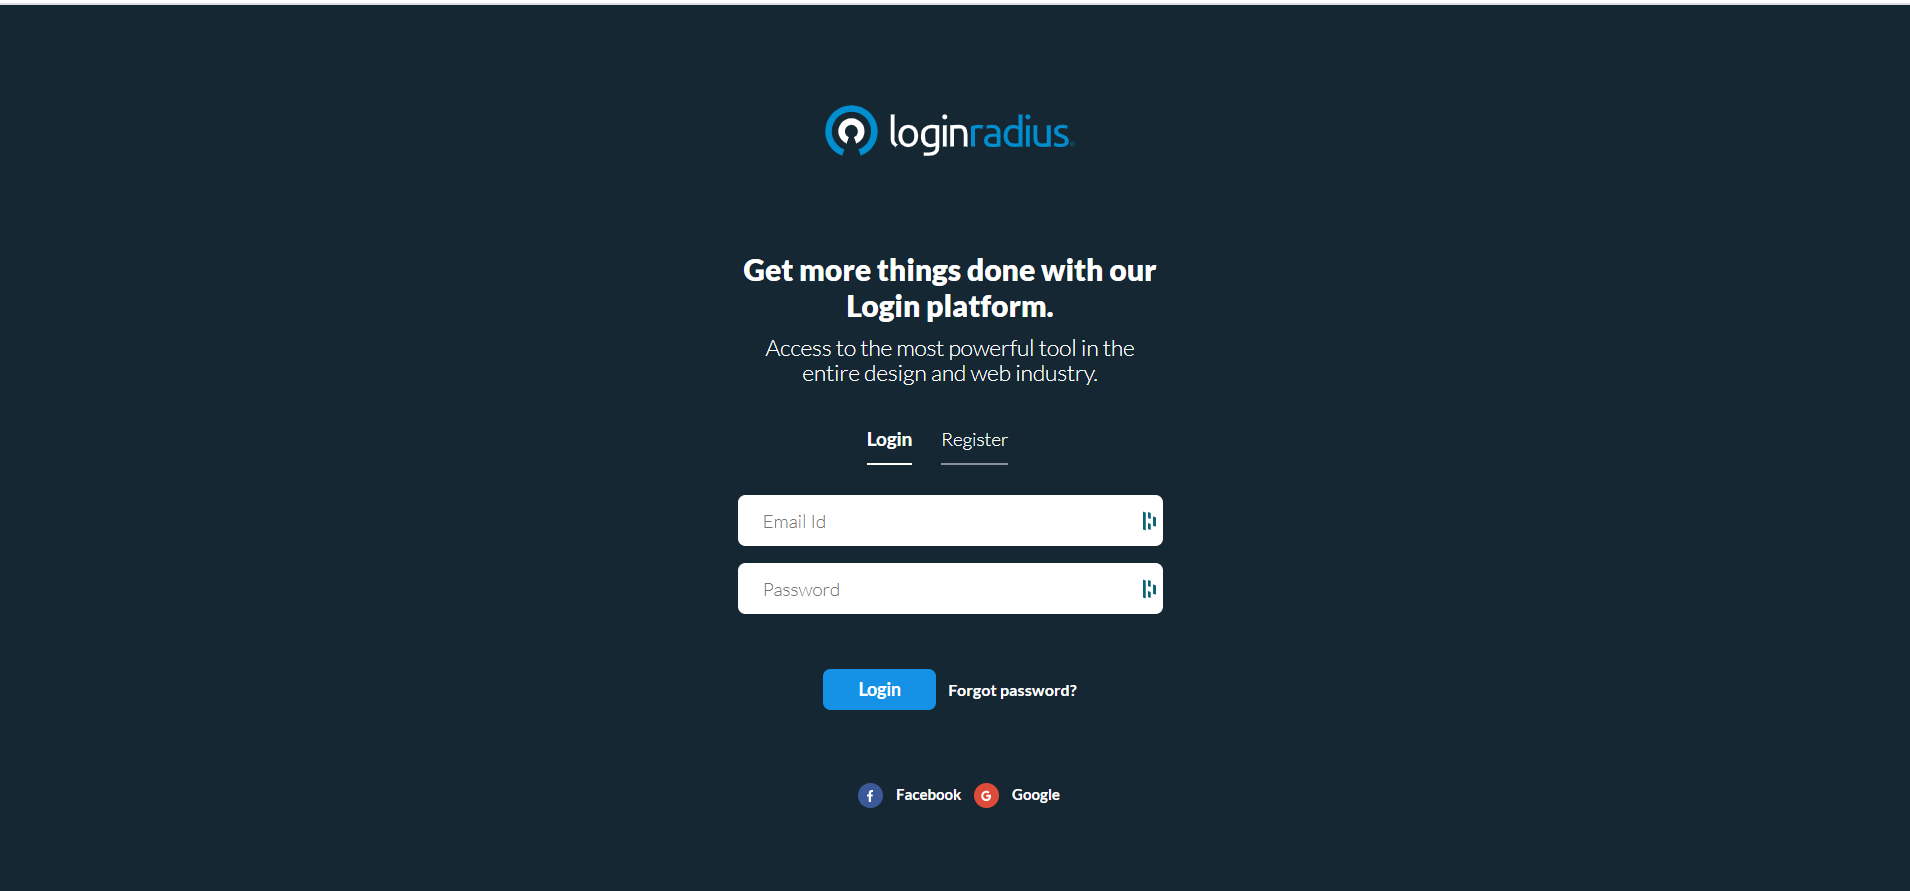 loginradius
Get more things done with our
Login platform.
Access to the most powerful tool in the
entire design and web industry.
Login Register
Email Id
Password
Login Forgot password?
Facebook Google